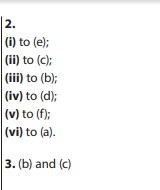 2.
(i) to (e);
(ii) to (c);
(iii) to (b);
(iv) to (d);
(v) to (f);
(vi) to (a).
3. (b) and (c)